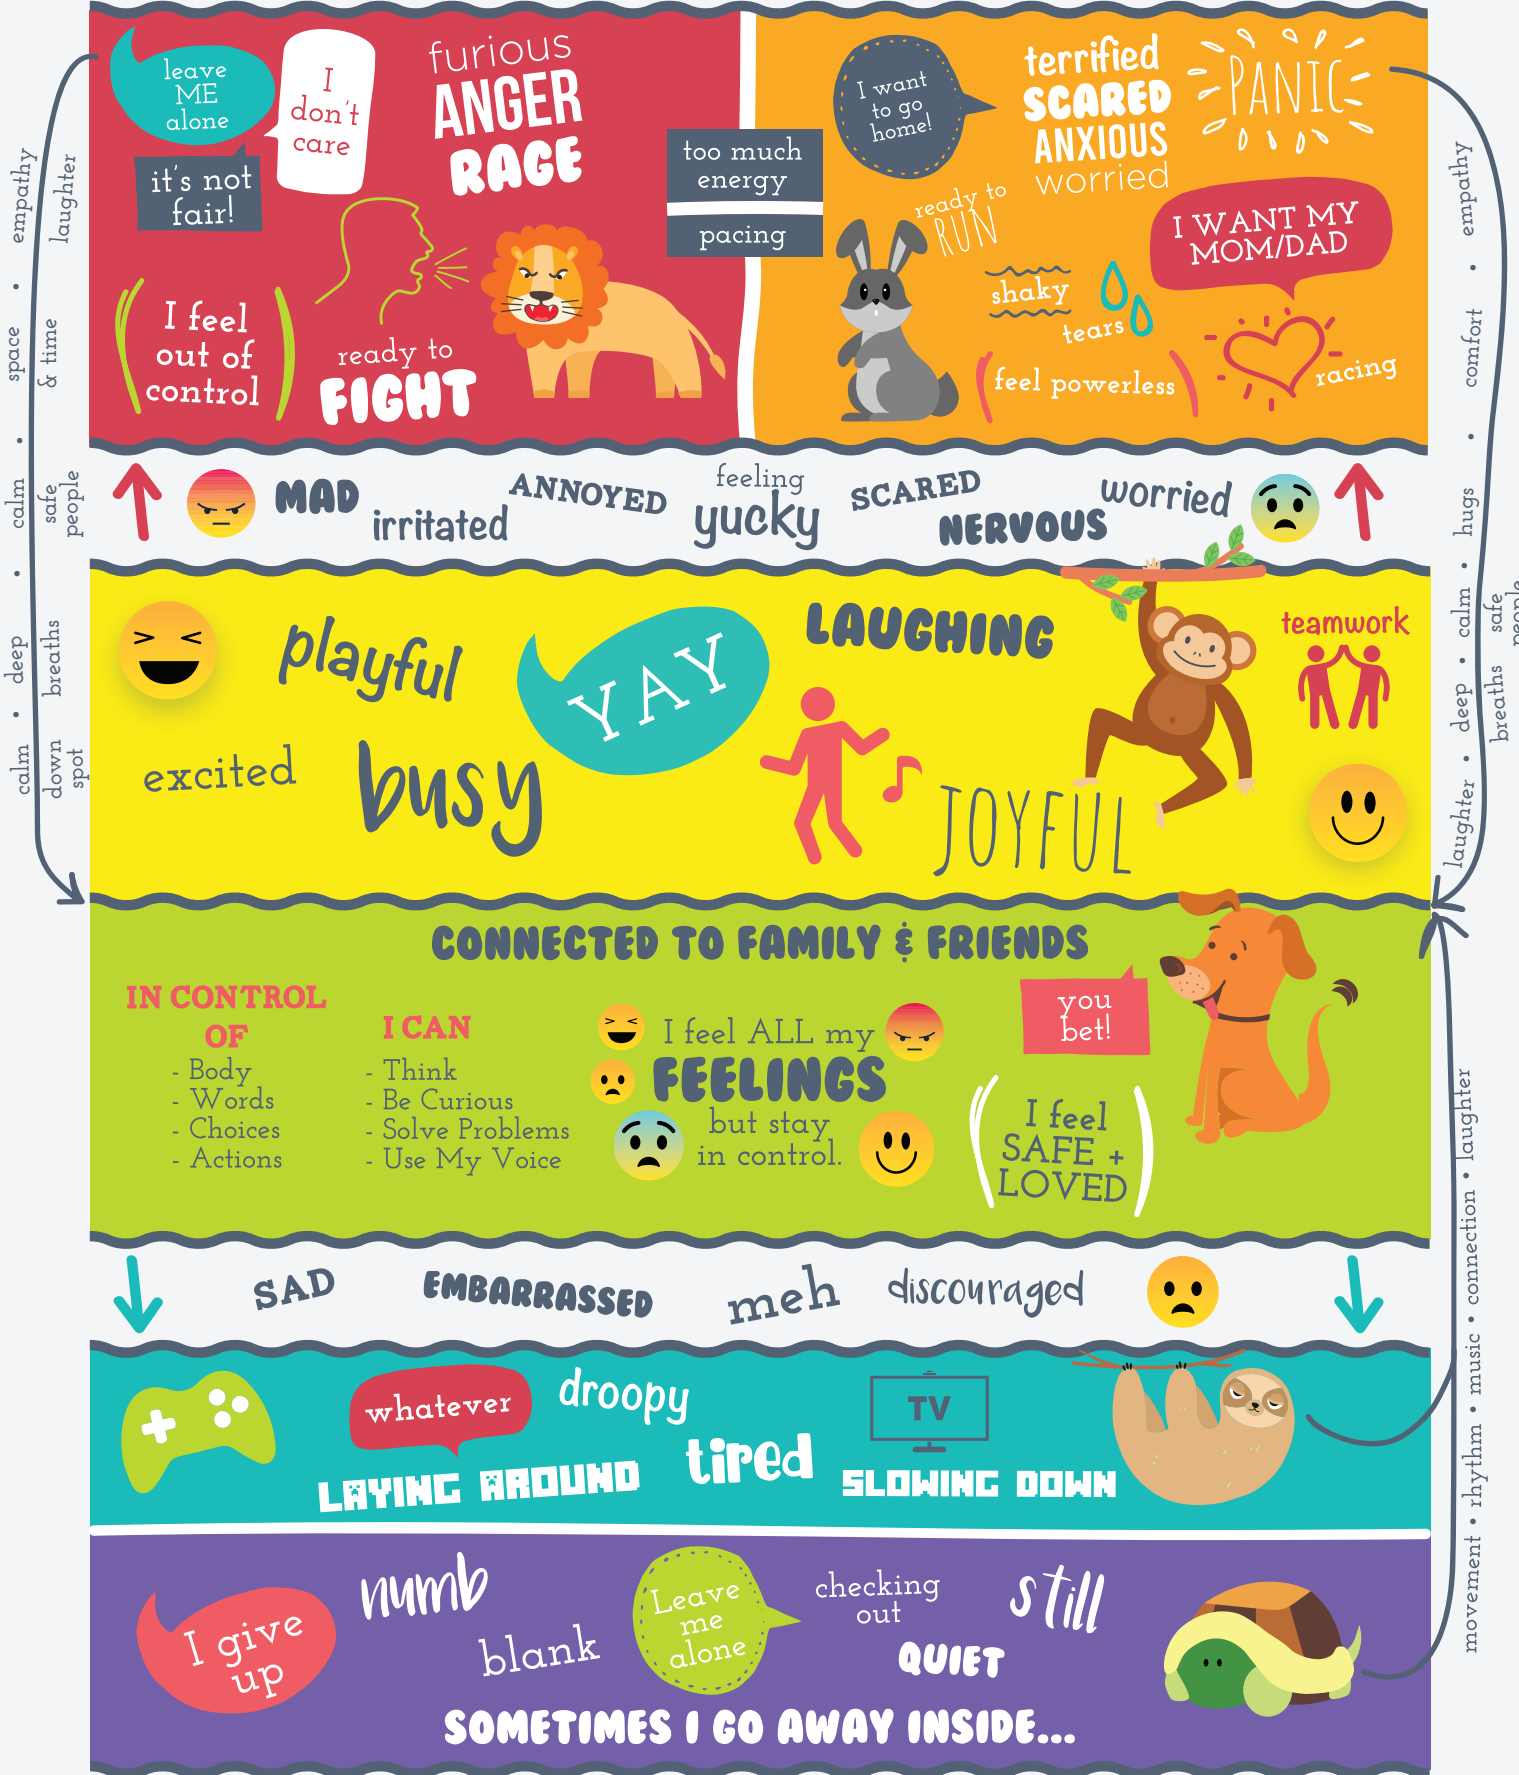 leave
ME
alone
I
don't
care
it's not
fair!
furious
ANGER
RAGE
I feel
out of
control
ready to
FIGHT
too much
energy
pacing
I want
to go
home!
terrified
SCARED
ANXIOUS
worried
PANIC
ready to
RUN
I WANT MY
MOM/DAD
shaky
tears
feel powerless
racing
MAD
irritated
ANNOYED
feeling
yucky
SCARED
NERVOUS
worried
playful
YAY
LAUGHING
teamwork
excited
busy
JOYFUL
CONNECTED TO FAMILY & FRIENDS
IN CONTROL
OF
- Body
- Words
- Choices
- Actions
I CAN
- Think
- Be Curious
- Solve Problems
- Use My Voice
I feel ALL my
FEELINGS
but stay
in control.
you
bet!
I feel
SAFE +
LOVED
SAD
EMBARRASSED
meh
discouraged
whatever
droopy
TV
LAYING AROUND
tired
SLOWING DOWN
I give
up
numb
blank
Leave
me
alone
checking
out
QUIET
still
SOMETIMES I GO AWAY INSIDE...
calm • deep • calm • space • empathy
down breaths safe & time laughter
spot people
laughter • deep • calm • hugs • comfort • empathy
breaths safe
people
movement • rhythm • music • connection • laughter